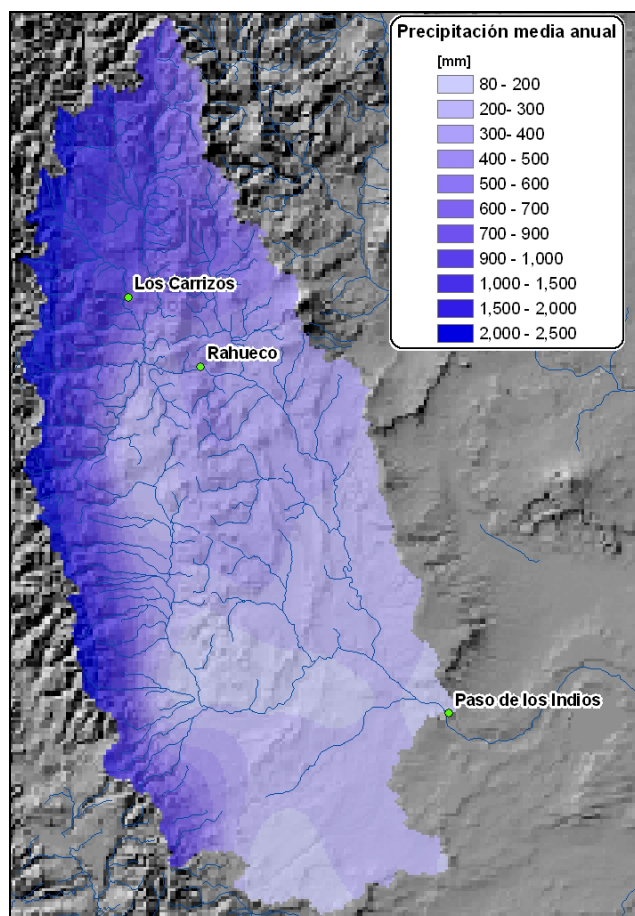 Precipitación media anual
[mm]
80 - 200
200- 300
300 - 400
400 - 500
500 - 600
600 - 700
700 - 900
900 - 1,000
1,000 - 1,500
1,500 - 2,000
2,000 - 2,500
Los Carrizos
Rahueco
Paso de los Indios